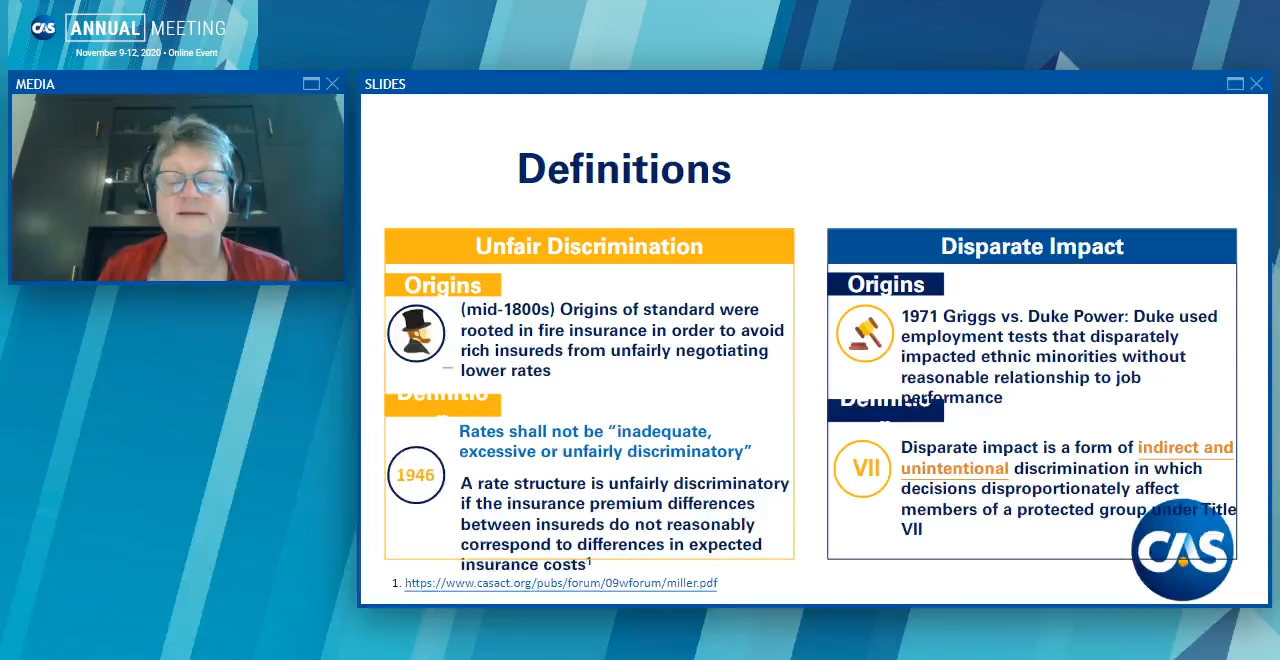 CAS ANNUAL MEETING
November 9-12, 2020 • Online Event
MEDIA
SLIDES
Definitions
Unfair Discrimination
Origins
(mid-1800s) Origins of standard were
rooted in fire insurance in order to avoid
rich insureds from unfairly negotiating
lower rates
Rates shall not be “inadequate,
excessive or unfairly discriminatory”
1946
A rate structure is unfairly discriminatory
if the insurance premium differences
between insureds do not reasonably
correspond to differences in expected
insurance costs1
1. https://www.casact.org/pubs/forum/09wforum/miller.pdf
Disparate Impact
Origins
1971 Griggs vs. Duke Power: Duke used
employment tests that disparately
impacted ethnic minorities without
reasonable relationship to job
performance
VII
Disparate impact is a form of indirect and
unintentional discrimination in which
decisions disproportionately affect
members of a protected group under Title
VII
CAS